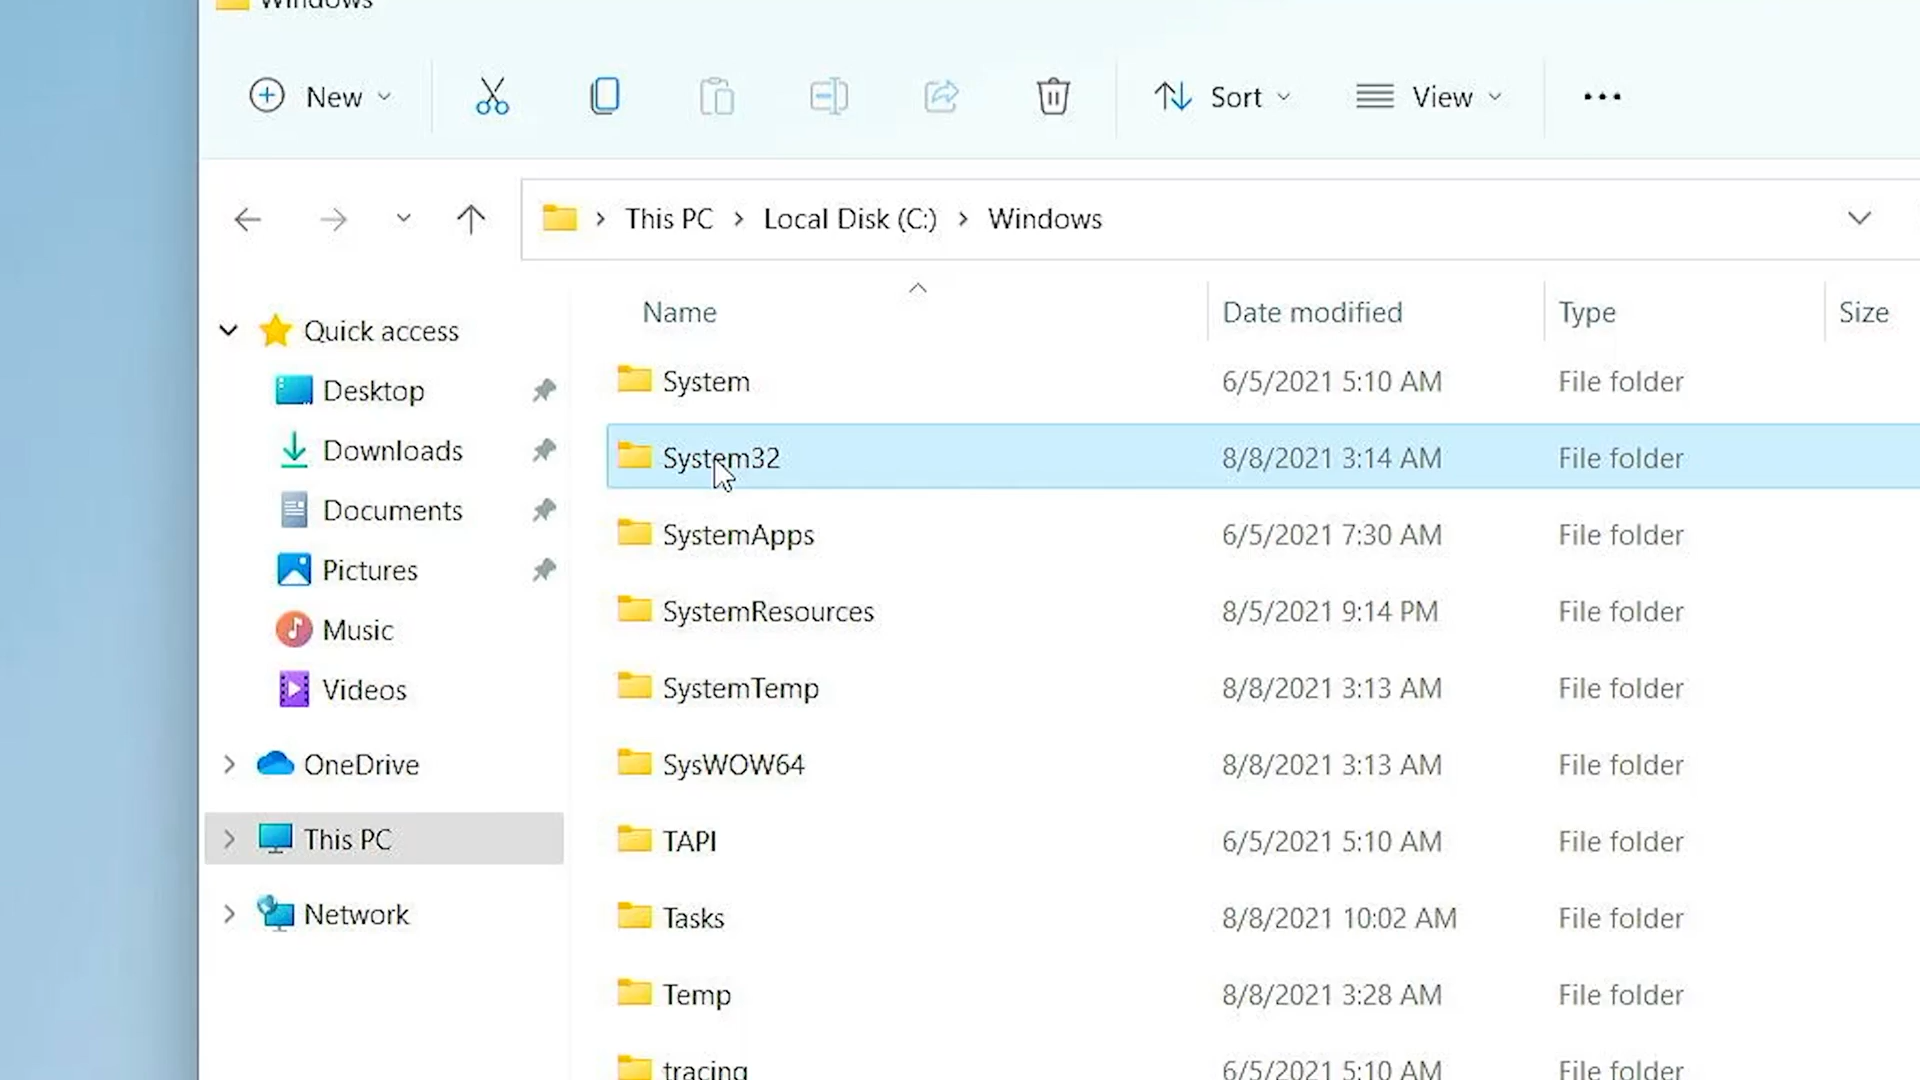 Windows
New
Sort
View
This PC > Local Disk (C:) > Windows
Name Date modified Type Size
Quick access
Desktop
Downloads
Documents
Pictures
Music
Videos
OneDrive
This PC
Network
System 6/5/2021 5:10 AM File folder
System32 8/8/2021 3:14 AM File folder
SystemApps 6/5/2021 7:30 AM File folder
SystemResources 8/5/2021 9:14 PM File folder
SystemTemp 8/8/2021 3:13 AM File folder
SysWOW64 8/8/2021 3:13 AM File folder
TAPI 6/5/2021 5:10 AM File folder
Tasks 8/8/2021 10:02 AM File folder
Temp 8/8/2021 3:28 AM File folder
tracing 6/5/2021 5:10 AM File folder